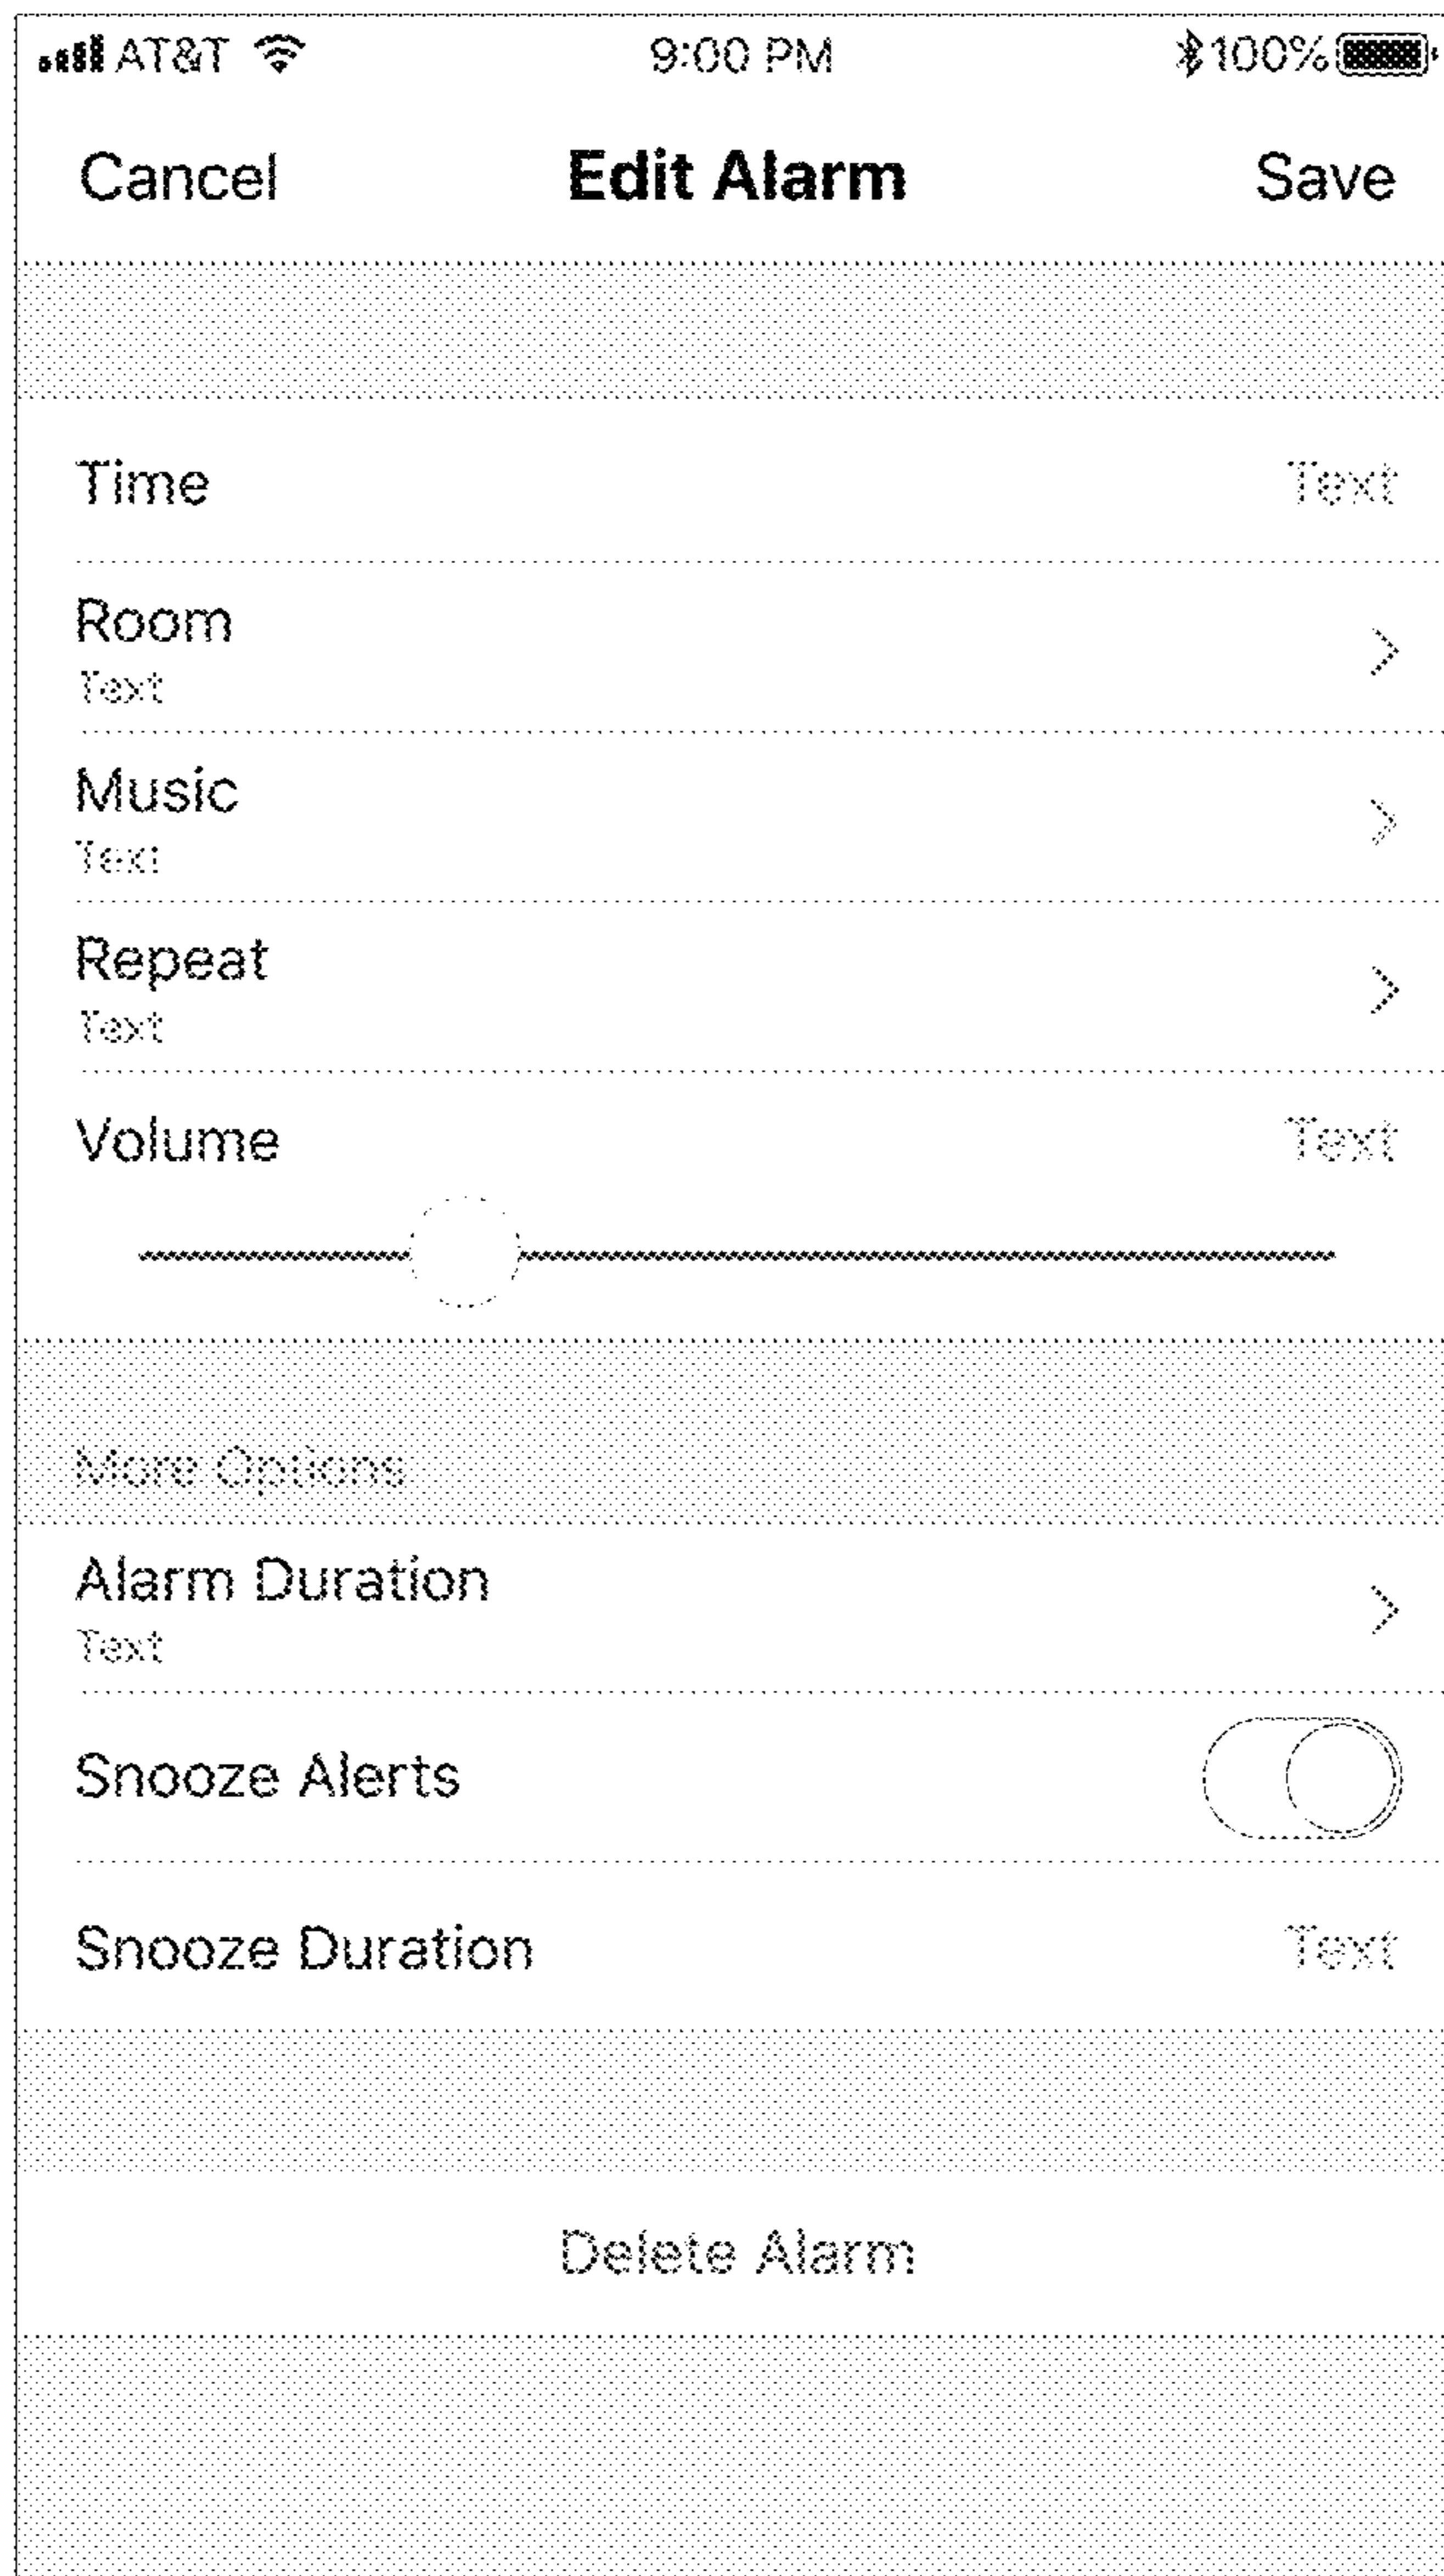 AT&T 9:00 PM 100%
Cancel Edit Alarm Save
Time Text
Room
Text
Music
Text
Repeat
Text
Volume Text
More Options
Alarm Duration
Text
Snooze Alerts
Snooze Duration Text
Delete Alarm